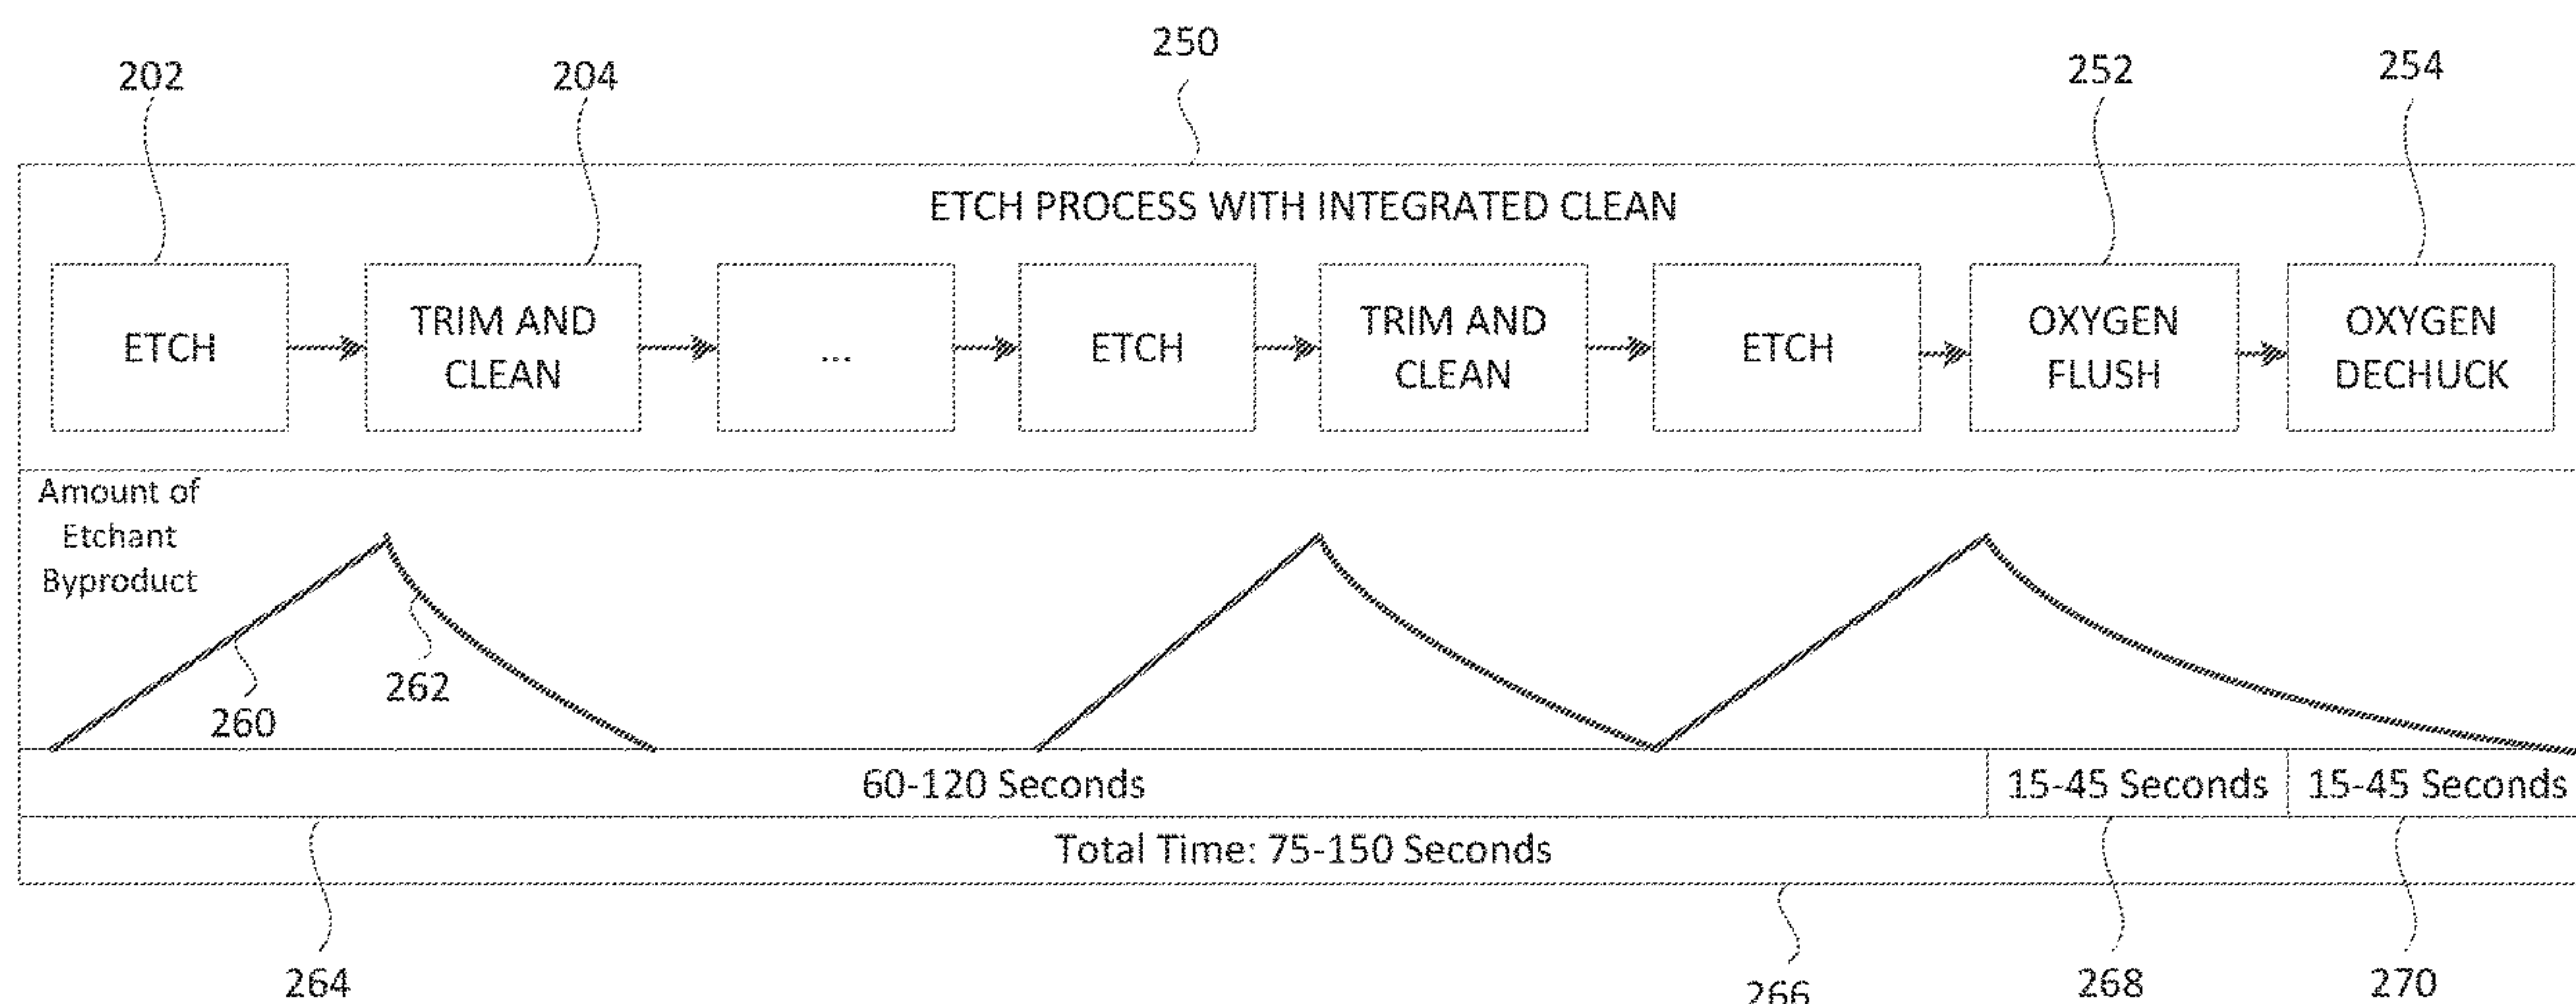 250
202
204
252
254
ETCH PROCESS WITH INTEGRATED CLEAN
ETCH
TRIM AND
CLEAN
...
ETCH
TRIM AND
CLEAN
ETCH
OXYGEN
FLUSH
OXYGEN
DECHUCK
Amount of
Etchant
Byproduct
260
262
60-120 Seconds
15-45 Seconds
15-45 Seconds
Total Time: 75-150 Seconds
264
266
268
270